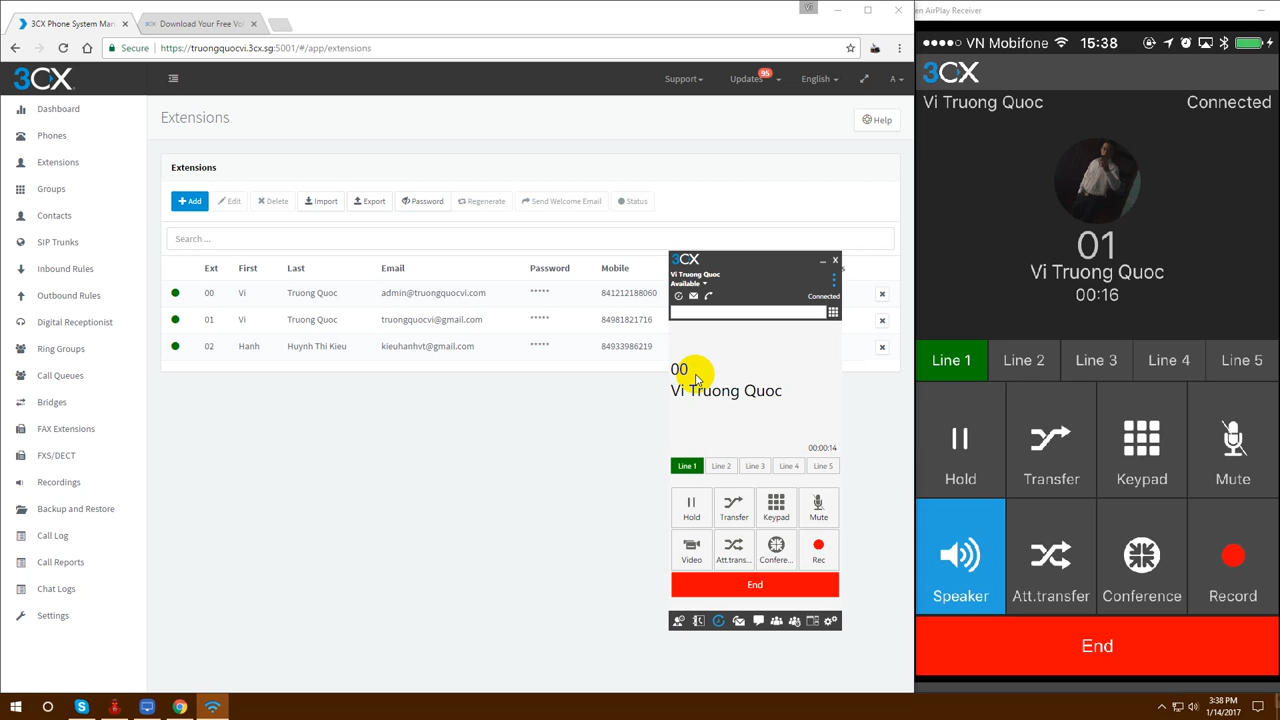 3CX Phone System Man
Download Your Free Vo
Vi
Secure
https://truongquocvi.3cx.sg:5001/#/app/extensions
3CX
Support
Updates
95
English
A
Dashboard
Phones
Extensions
Groups
Contacts
SIP Trunks
Inbound Rules
Outbound Rules
Digital Receptionist
Ring Groups
Call Queues
Bridges
FAX Extensions
FXS/DECT
Recordings
Backup and Restore
Call Log
Call Reports
Chat Logs
Settings
Extensions
Help
Extensions
Add Edit Delete Import Export Password Regenerate Send Welcome Email Status
Search ...
Ext First Last Email Password Mobile
00 Vi Truong Quoc admin@truongquocvi.com ***** 841212188060
01 Vi Truong Quoc truongquocvi@gmail.com ***** 84981821716
02 Hanh Huynh Thi Kieu kieuhanhvt@gmail.com ***** 84933986219
3CX
Vi Truong Quoc
Available
Connected
00
Vi Truong Quoc
00:00:14
Line 1 Line 2 Line 3 Line 4 Line 5
Hold Transfer Keypad Mute
Video Att.trans... Confere... Rec
End
en AirPlay Receiver
VN Mobifone 15:38
3CX
Vi Truong Quoc Connected
01
Vi Truong Quoc
00:16
Line 1 Line 2 Line 3 Line 4 Line 5
Hold Transfer Keypad Mute
Speaker Att.transfer Conference Record
End
3:38 PM
1/14/2017